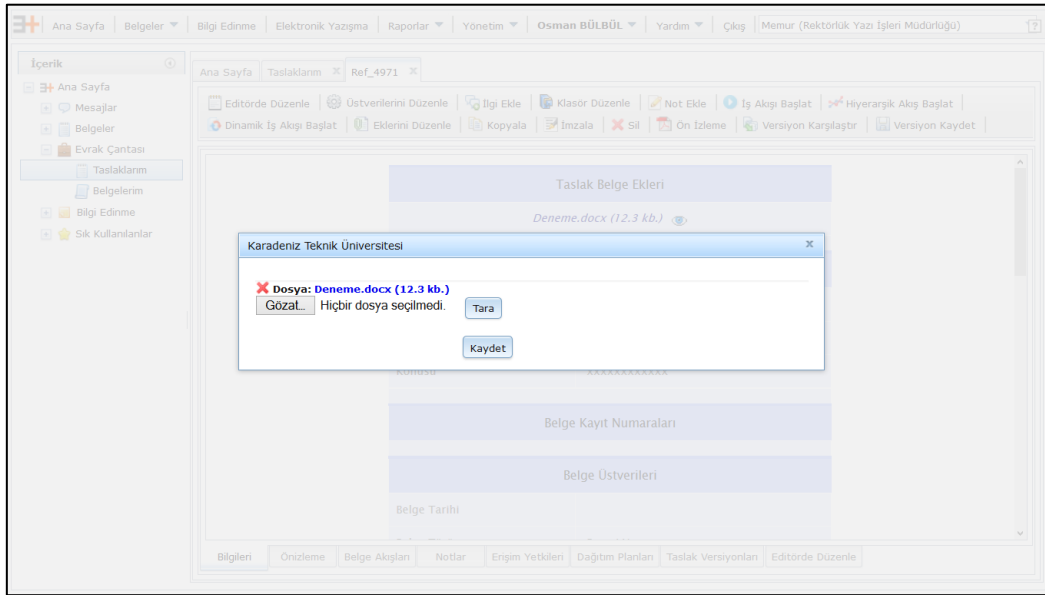 Ana Sayfa Belgeler Bilgi Edinme Elektronik Yazışma Raporlar Yönetim Osman BÜLBÜL Yardım Çıkış Memur (Rektörlük Yazı İşleri Müdürlüğü)
İçerik
Ana Sayfa
Mesajlar
Belgeler
Evrak Çantası
Taslaklarım
Belgelerim
Bilgi Edinme
Sık Kullanılanlar
Ana Sayfa Taslaklarım Ref_4971
Editörde Düzenle Üstverilerini Düzenle İlgi Ekle Klasör Düzenle Not Ekle İş Akışı Başlat Hiyerarşik Akış Başlat
Dinamik İş Akışı Başlat Eklerini Düzenle Kopyala İmzala Sil Ön İzleme Versiyon Karşılaştır Versiyon Kaydet
Taslak Belge Ekleri
Deneme.docx (12.3 kb.)
Karadeniz Teknik Üniversitesi x
Dosya: Deneme.docx (12.3 kb.)
Gözat... Hiçbir dosya seçilmedi. Tara
Kaydet
Konusu xxxxxxxxxxxx
Belge Kayıt Numaraları
Belge Üstverileri
Belge Tarihi
Bilgileri Önizleme Belge Akışları Notlar Erişim Yetkileri Dağıtım Planları Taslak Versiyonları Editörde Düzenle